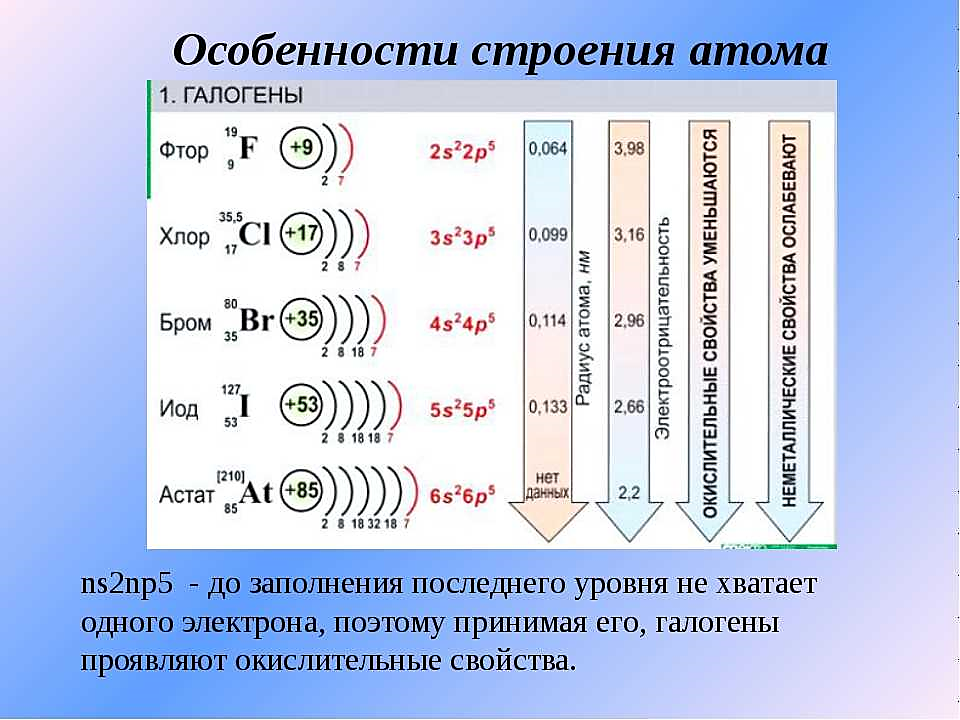 Особенности строения атома
1. ГАЛОГЕНЫ
Фтор 19 9 F +9 2 7 2s²2p⁵ 0,064 3,98
Хлор 35,5 17 Cl +17 2 8 7 3s²3p⁵ 0,099 3,16
Бром 80 35 Br +35 2 8 18 7 4s²4p⁵ 0,114 2,96
Иод 127 53 I +53 2 8 18 18 7 5s²5p⁵ 0,133 2,66
Астат [210] 85 At +85 2 8 18 32 18 7 6s²6p⁵ нет данных 2,2
Радиус атома, нм
Электроотрицательность
ОКИСЛИТЕЛЬНЫЕ СВОЙСТВА УМЕНЬШАЮТСЯ
НЕМЕТАЛЛИЧЕСКИЕ СВОЙСТВА ОСЛАБЕВАЮТ
ns2np5 - до заполнения последнего уровня не хватает
одного электрона, поэтому принимая его, галогены
проявляют окислительные свойства.